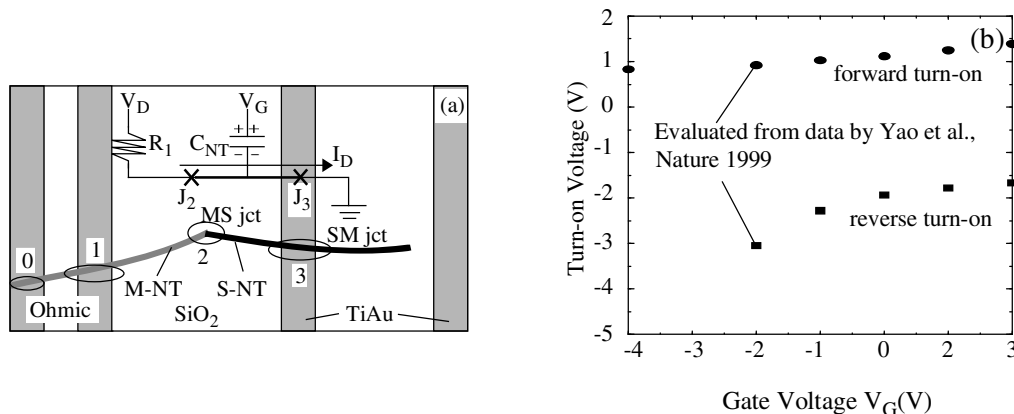 (a)
V_D
V_G
R_1
C_NT
++
--
I_D
J_2
J_3
MS jct
SM jct
0
1
2
3
M-NT
S-NT
Ohmic
SiO_2
TiAu
(b)
2
1
0
-1
-2
-3
-4
-5
Turn-on Voltage (V)
forward turn-on
Evaluated from data by Yao et al.,
Nature 1999
reverse turn-on
-4
-2
-1
0
2
3
Gate Voltage V_G(V)